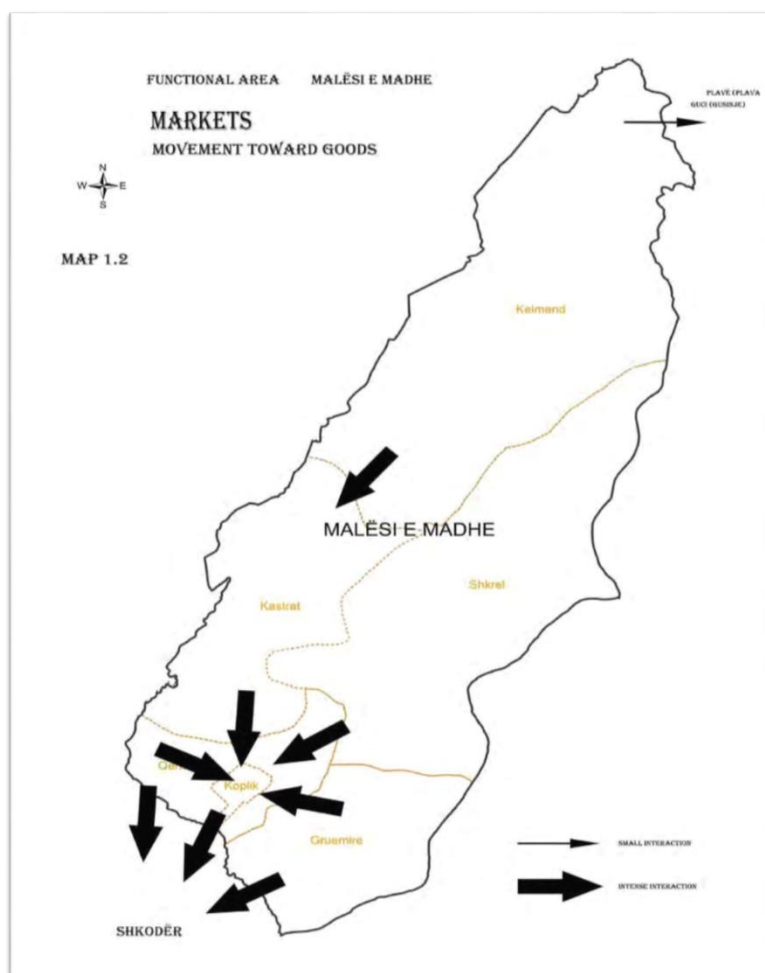 FUNCTIONAL AREA MALËSI E MADHE
PLAVË (PLAVA
GUCI (GUSINJE)
MARKETS
MOVEMENT TOWARD GOODS
N
W E
S
MAP 1.2
Kelmend
MALËSI E MADHE
Shkrel
Kastrat
Koplik
Gruemire
SMALL INTERACTION
INTENSE INTERACTION
SHKODËR